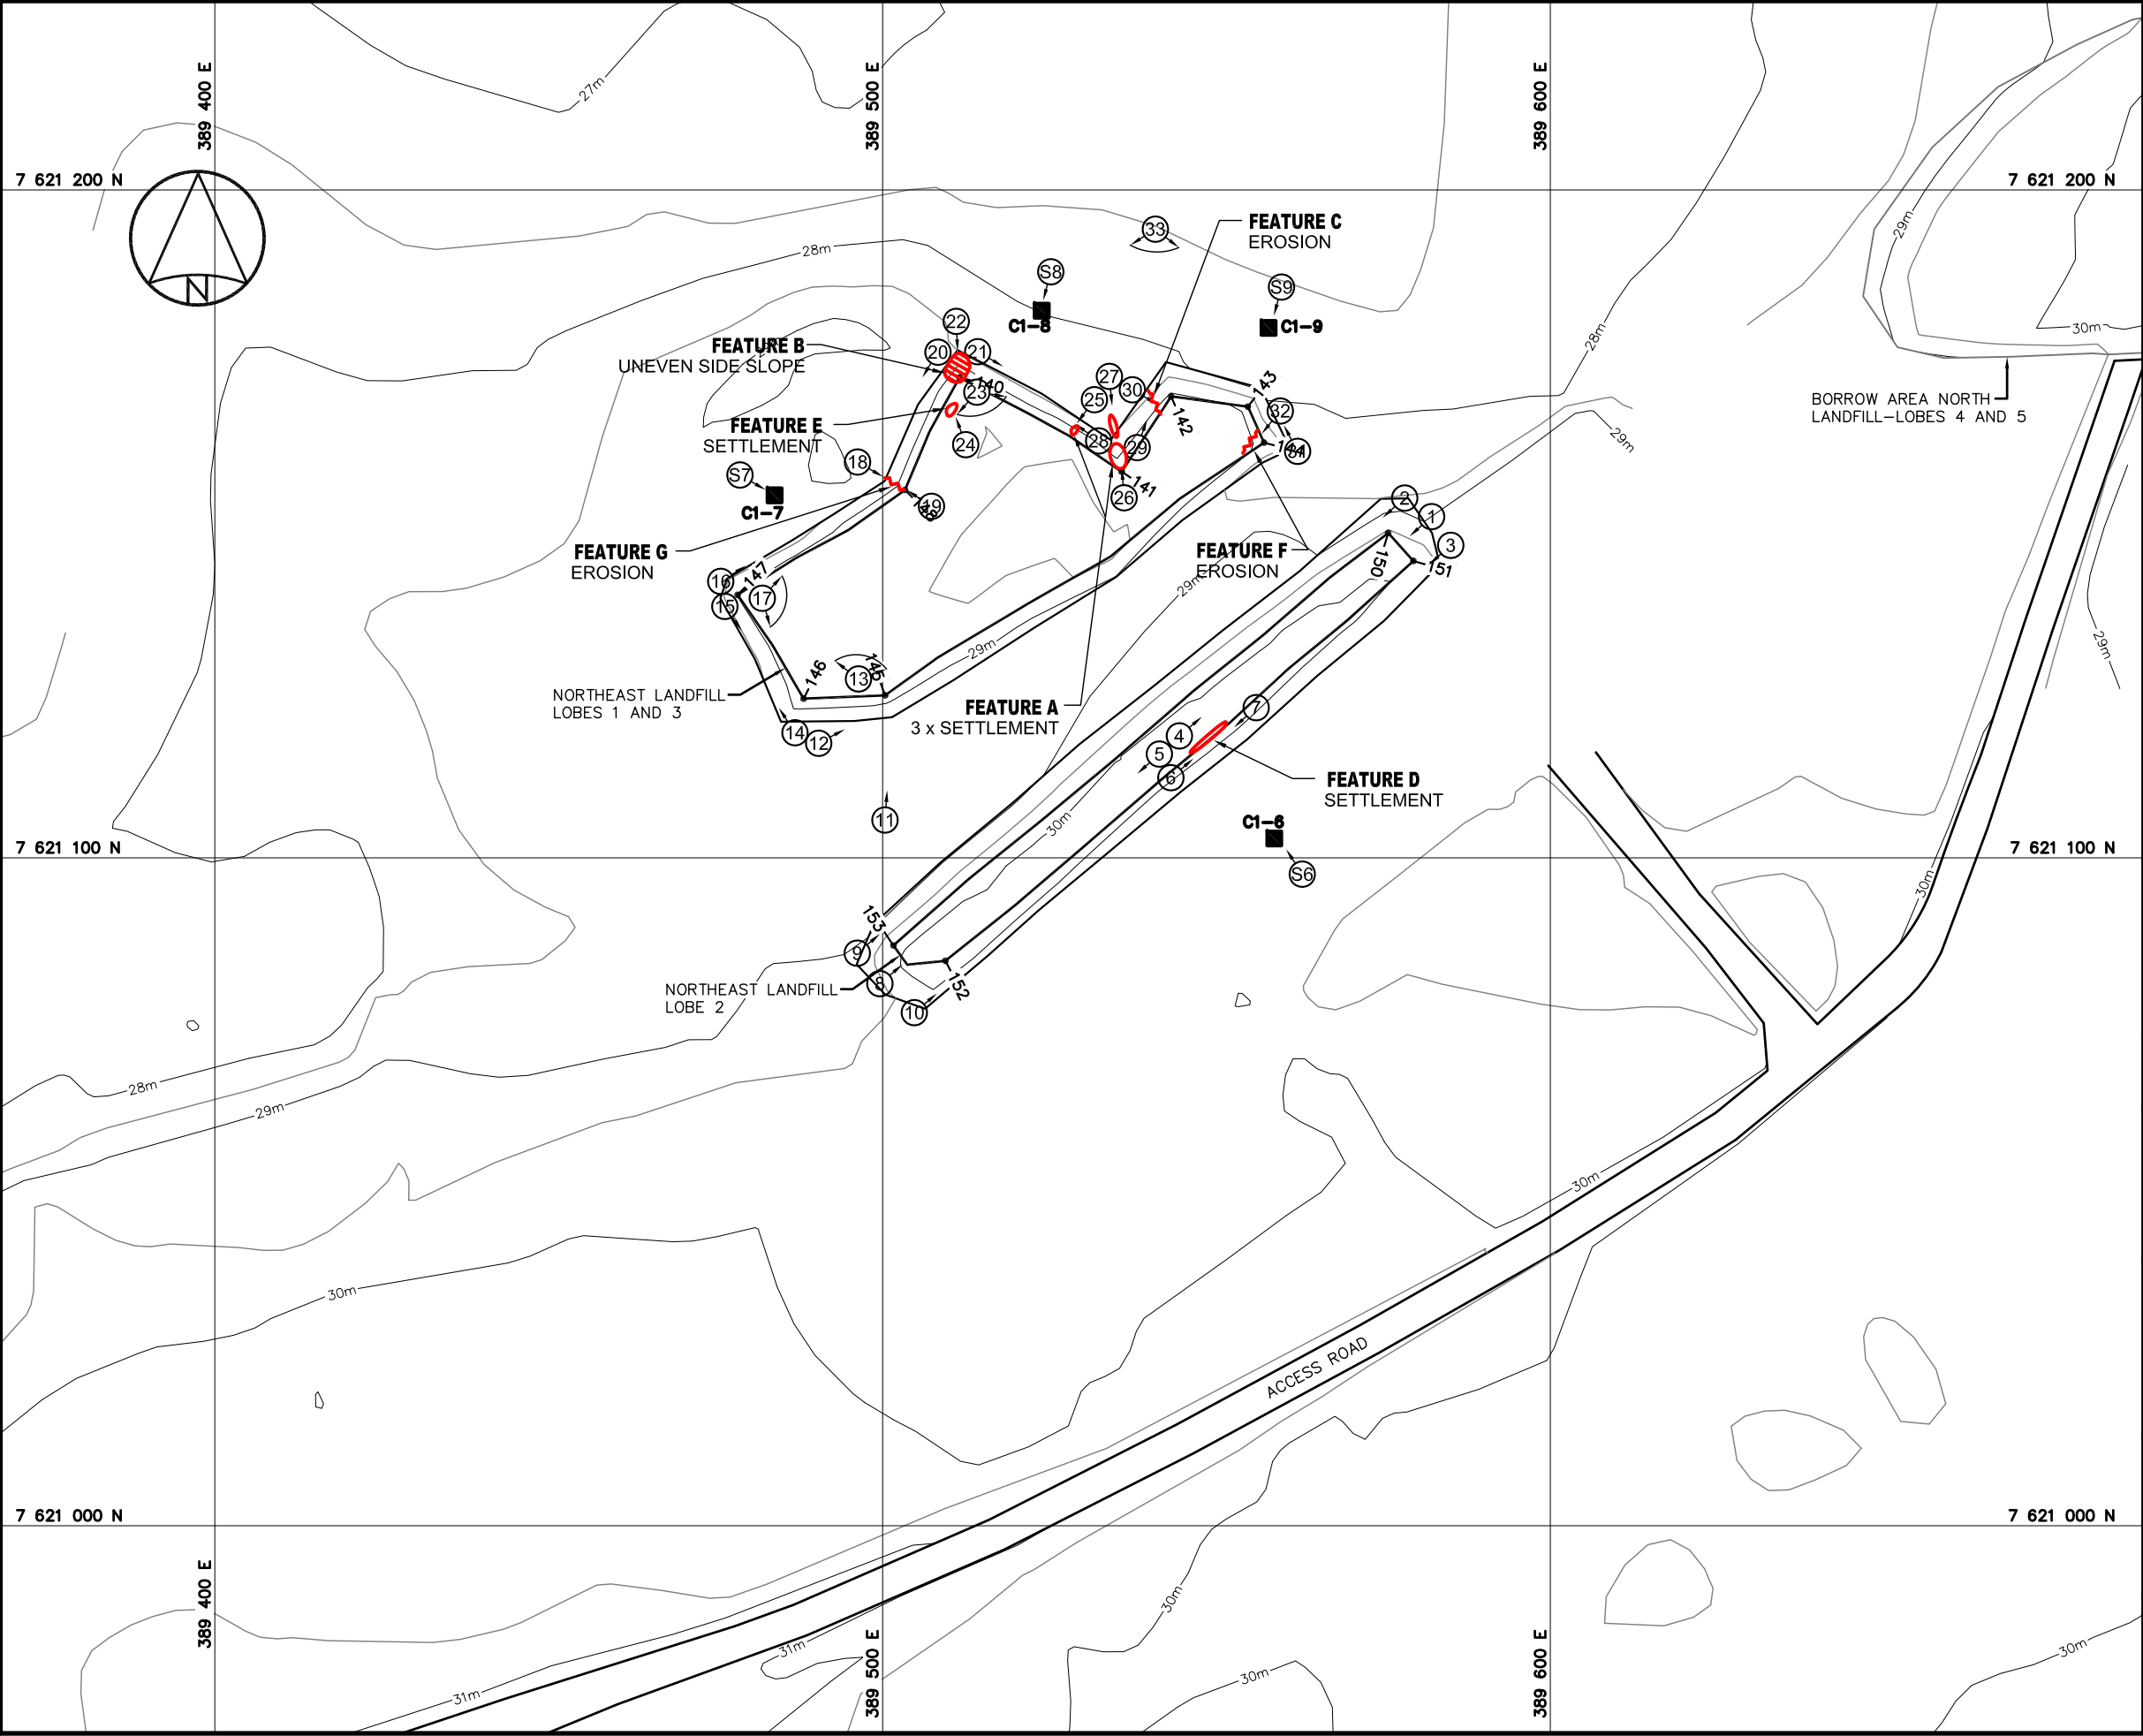 389 400 E
389 500 E
389 600 E
27m
7 621 200 N
7 621 200 N
N
28m
33
FEATURE C
EROSION
29m
S8
S9
C1-8
C1-9
28m
30m
22
FEATURE B
UNEVEN SIDE SLOPE
20
21
140
23
27
30
25
143
32
142
BORROW AREA NORTH
LANDFILL-LOBES 4 AND 5
FEATURE E
SETTLEMENT
24
28
29
144
31
29m
18
S7
C1-7
19
148
26
141
2
1
3
FEATURE G
EROSION
FEATURE F
EROSION
150
151
16
147
15
17
29m
29m
29m
146
13
145
NORTHEAST LANDFILL
LOBES 1 AND 3
FEATURE A
3 x SETTLEMENT
14
12
4
5
6
7
FEATURE D
SETTLEMENT
11
30m
C1-6
S6
7 621 100 N
7 621 100 N
30m
153
9
8
152
10
NORTHEAST LANDFILL
LOBE 2
28m
29m
30m
30m
ACCESS ROAD
7 621 000 N
7 621 000 N
30m
31m
31m
30m
30m
389 400 E
389 500 E
389 600 E